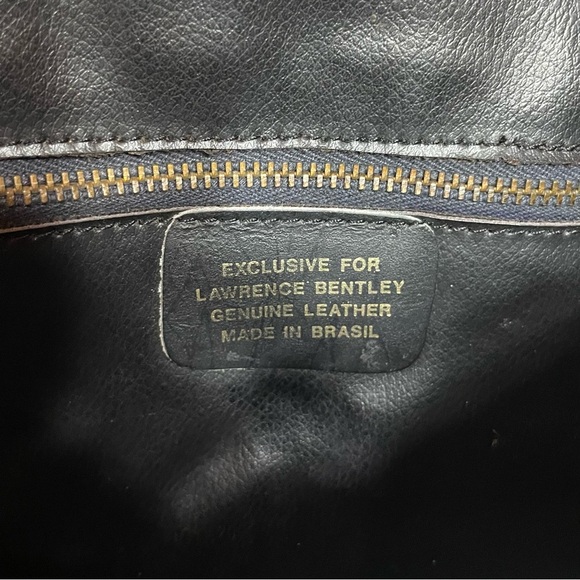 EXCLUSIVE FOR
LAWRENCE BENTLEY
GENUINE LEATHER
MADE IN BRASIL